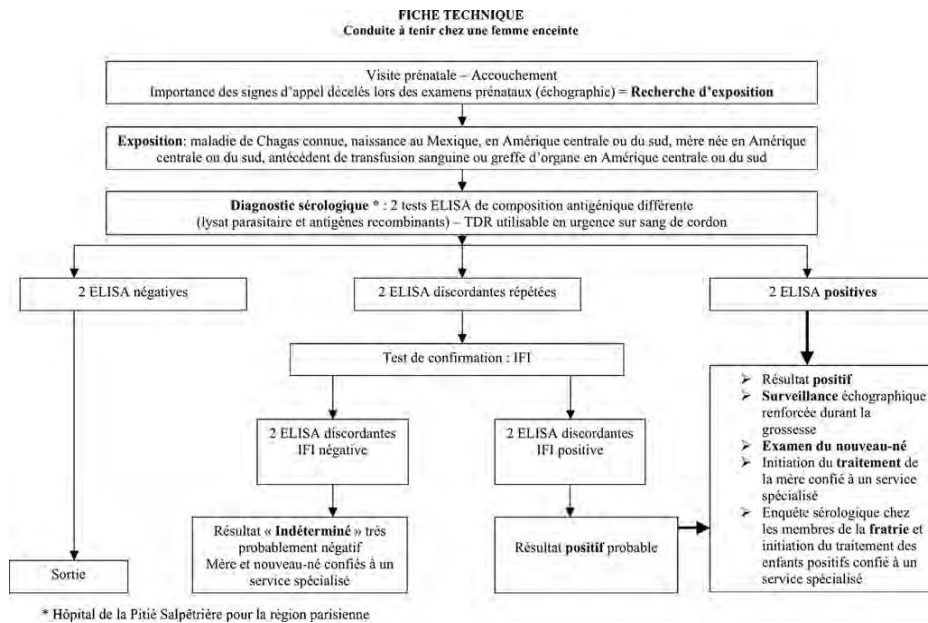 FICHE TECHNIQUE
Conduite à tenir chez une femme enceinte
Visite prénatale – Accouchement
Importance des signes d'appel décelés lors des examens prénataux (échographie) = Recherche d'exposition
Exposition: maladie de Chagas connue, naissance au Mexique, en Amérique centrale ou du sud, mère née en Amérique
centrale ou du sud, antécédent de transfusion sanguine ou greffe d'organe en Amérique centrale ou du sud
Diagnostic sérologique * : 2 tests ELISA de composition antigénique différente
(lysat parasitaire et antigènes recombinants) – TDR utilisable en urgence sur sang de cordon
2 ELISA négatives
2 ELISA discordantes répétées
2 ELISA positives
Test de confirmation : IFI
2 ELISA discordantes
IFI négative
2 ELISA discordantes
IFI positive
➢ Résultat positif
➢ Surveillance échographique
renforcée durant la
grossesse
➢ Examen du nouveau-né
➢ Initiation du traitement de
la mère confié à un service
spécialisé
➢ Enquête sérologique chez
les membres de la fratrie et
initiation du traitement des
enfants positifs confié à un
service spécialisé
Sortie
Résultat « Indéterminé » très
probablement négatif
Mère et nouveau-né confiés à un
service spécialisé
Résultat positif probable
* Hôpital de la Pitié Salpêtrière pour la région parisienne